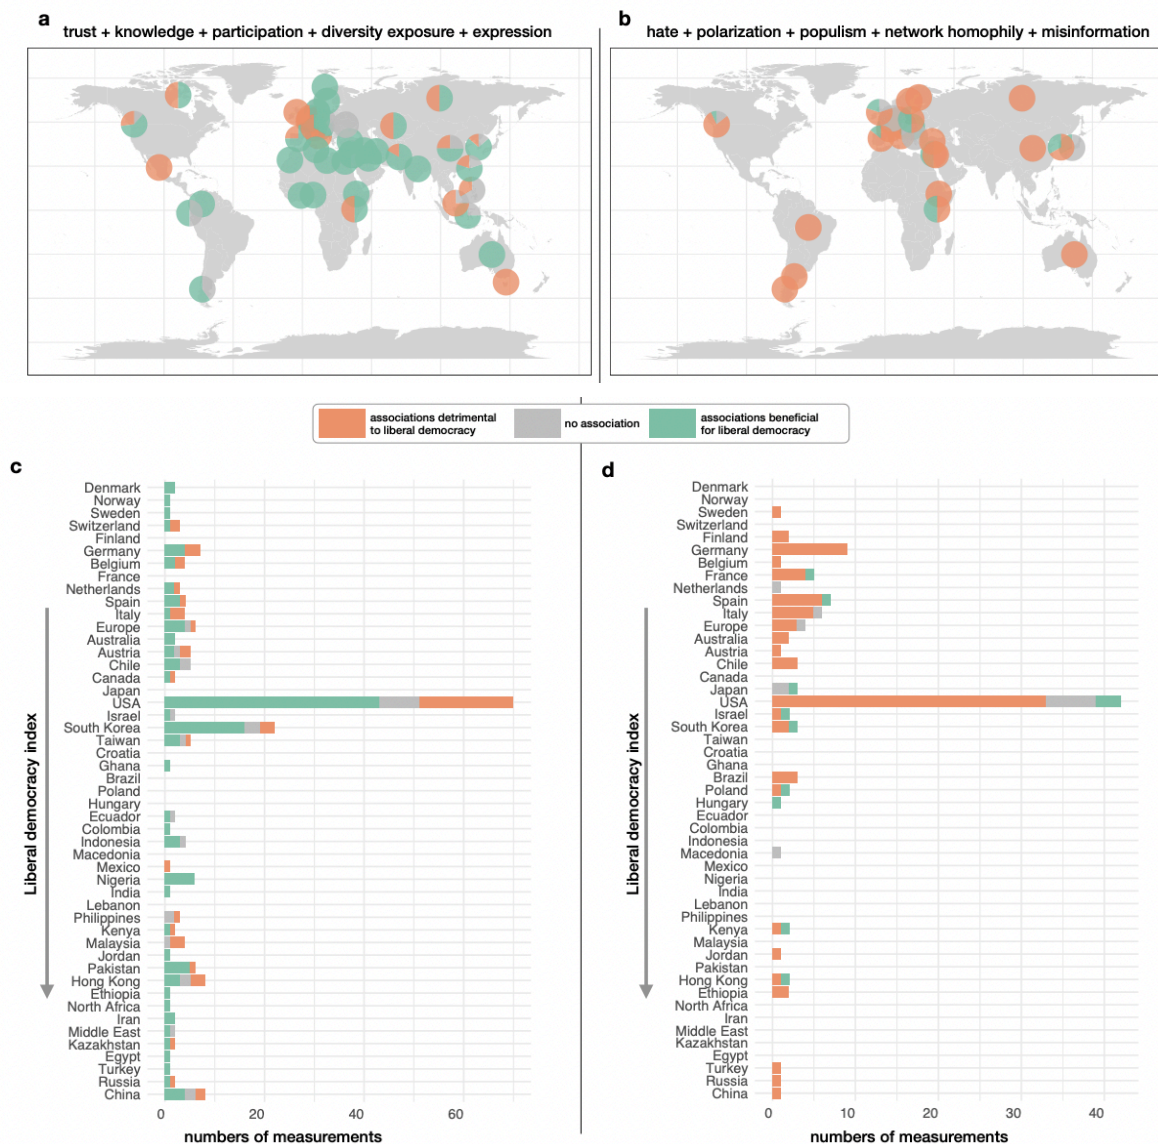 a
trust + knowledge + participation + diversity exposure + expression
b
hate + polarization + populism + network homophily + misinformation
associations detrimental
to liberal democracy
no association
associations beneficial
for liberal democracy
c
Denmark
Norway
Sweden
Switzerland
Finland
Germany
Belgium
France
Netherlands
Spain
Italy
Europe
Australia
Austria
Chile
Canada
Japan
USA
Israel
South Korea
Taiwan
Croatia
Ghana
Brazil
Poland
Hungary
Ecuador
Colombia
Indonesia
Macedonia
Mexico
Nigeria
India
Lebanon
Philippines
Kenya
Malaysia
Jordan
Pakistan
Hong Kong
Ethiopia
North Africa
Iran
Middle East
Kazakhstan
Egypt
Turkey
Russia
China
Liberal democracy index
0 20 40 60
numbers of measurements
d
Denmark
Norway
Sweden
Switzerland
Finland
Germany
Belgium
France
Netherlands
Spain
Italy
Europe
Australia
Austria
Chile
Canada
Japan
USA
Israel
South Korea
Taiwan
Croatia
Ghana
Brazil
Poland
Hungary
Ecuador
Colombia
Indonesia
Macedonia
Mexico
Nigeria
India
Lebanon
Philippines
Kenya
Malaysia
Jordan
Pakistan
Hong Kong
Ethiopia
North Africa
Iran
Middle East
Kazakhstan
Egypt
Turkey
Russia
China
Liberal democracy index
0 10 20 30 40
numbers of measurements